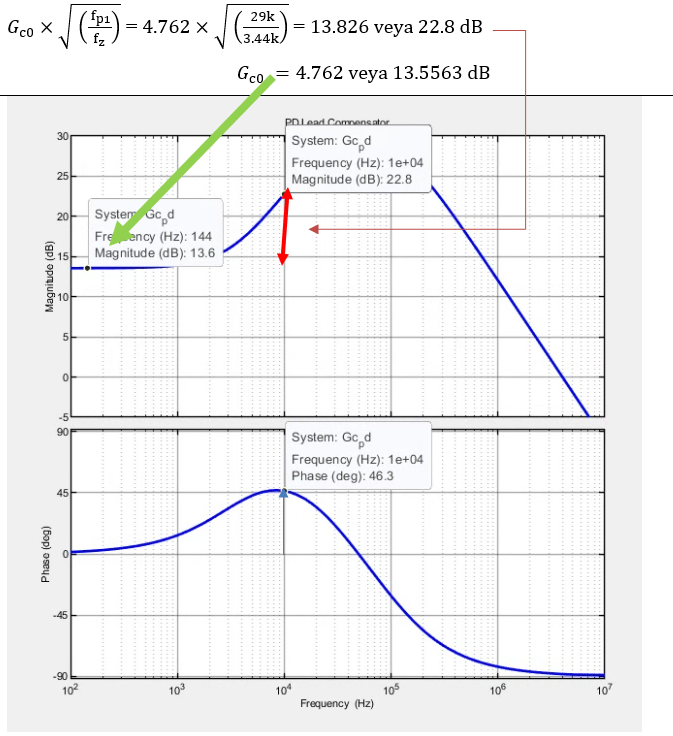 G_c0 × √(f_p1/f_z) = 4.762 × √(29k/3.44k) = 13.826 veya 22.8 dB
G_c0 = 4.762 veya 13.5563 dB
PD Lead Compensator
System: Gc_pd
Frequency (Hz): 1e+04
Magnitude (dB): 22.8
System: Gc_pd
Frequency (Hz): 144
Magnitude (dB): 13.6
Magnitude (dB)
30
25
20
15
10
5
0
-5
System: Gc_pd
Frequency (Hz): 1e+04
Phase (deg): 46.3
Phase (deg)
90
45
0
-45
-90
10^2 10^3 10^4 10^5 10^6 10^7
Frequency (Hz)